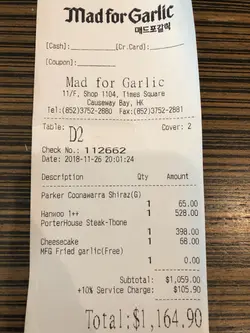 Mad for Garlic
매드포갈릭
[Cash]: [Cr.Card]:
[Coupon]:
Mad for Garlic
11/F, Shop 1104, Times Square
Causeway Bay, HK
Tel:(852)3752-2880 Fax:(852)3752-2881
Table: D2 Cover: 2
Check No.: 112662
Date: 2018-11-26 20:01:24
Description Qty Amount
Parker Coonawarra Shiraz(G)
1 65.00
Hanwoo 1++ 1 528.00
PorterHouse Steak-Tbone
1 398.00
Cheesecake 1 68.00
MFG Fried garlic(Free)
1 0.00
Subtotal: $1,059.00
+10% Service Charge: $105.90
Total:$1,164.90